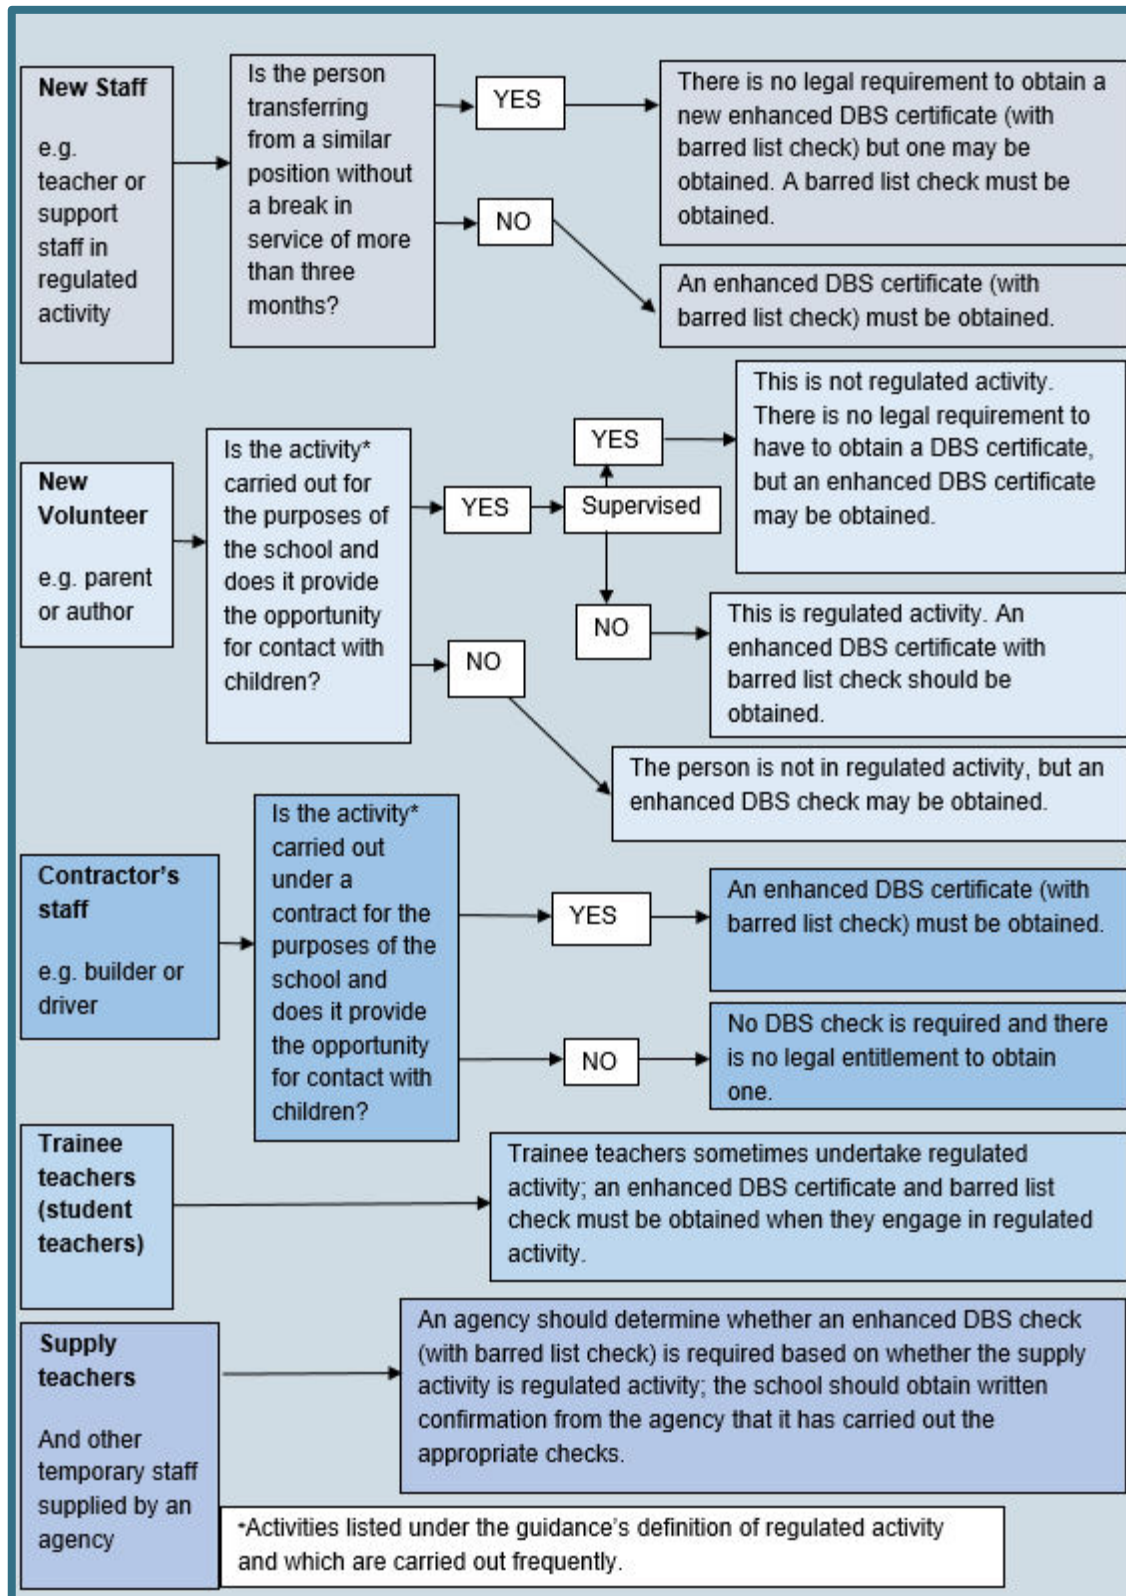 New Staff
e.g.
teacher or
support
staff in
regulated
activity
Is the person
transferring
from a similar
position without
a break in
service of more
than three
months?
YES
There is no legal requirement to obtain a
new enhanced DBS certificate (with
barred list check) but one may be
obtained. A barred list check must be
obtained.
NO
An enhanced DBS certificate (with
barred list check) must be obtained.
New
Volunteer
e.g. parent
or author
Is the activity*
carried out for
the purposes of
the school and
does it provide
the opportunity
for contact with
children?
YES
Supervised
YES
This is not regulated activity.
There is no legal requirement to
have to obtain a DBS certificate,
but an enhanced DBS certificate
may be obtained.
NO
This is regulated activity. An
enhanced DBS certificate with
barred list check should be
obtained.
NO
The person is not in regulated activity, but an
enhanced DBS check may be obtained.
Contractor's
staff
e.g. builder or
driver
Is the activity*
carried out
under a
contract for the
purposes of the
school and
does it provide
the opportunity
for contact with
children?
YES
An enhanced DBS certificate (with
barred list check) must be obtained.
NO
No DBS check is required and there
is no legal entitlement to obtain
one.
Trainee
teachers
(student
teachers)
Trainee teachers sometimes undertake regulated
activity; an enhanced DBS certificate and barred list
check must be obtained when they engage in regulated
activity.
Supply
teachers
And other
temporary staff
supplied by an
agency
An agency should determine whether an enhanced DBS check
(with barred list check) is required based on whether the supply
activity is regulated activity; the school should obtain written
confirmation from the agency that it has carried out the
appropriate checks.
*Activities listed under the guidance's definition of regulated activity
and which are carried out frequently.